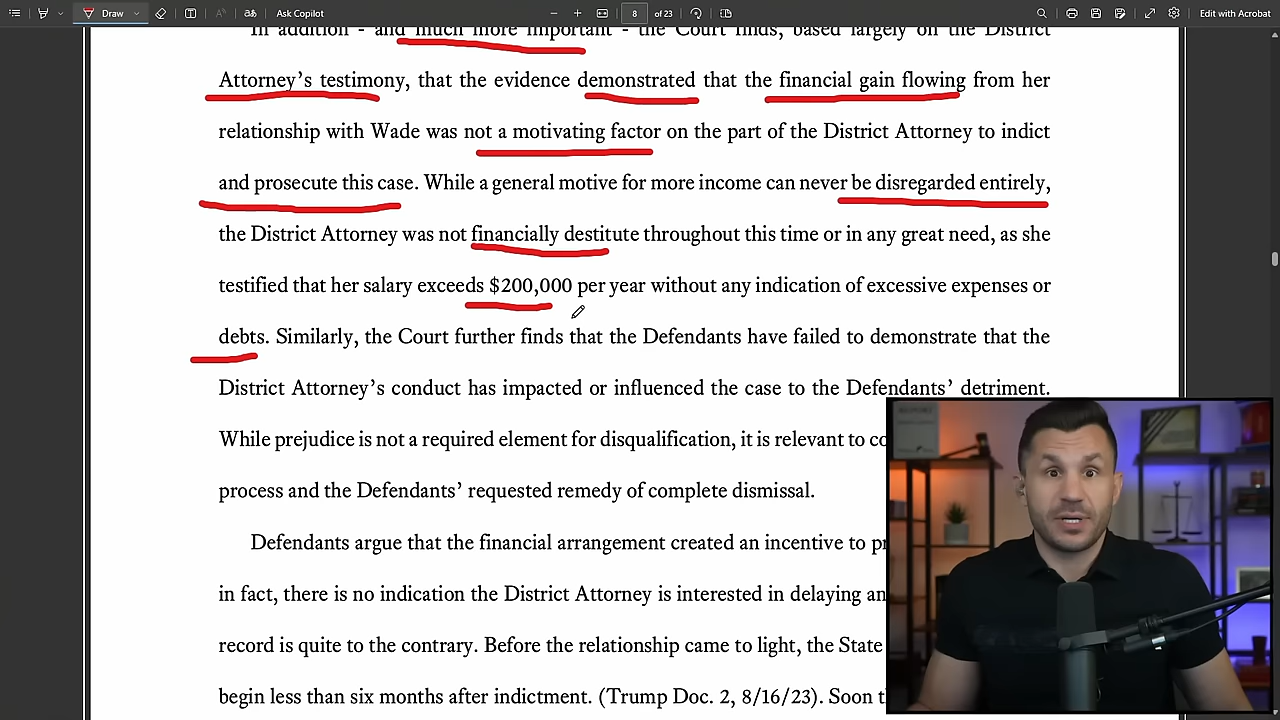 Draw
Ask Copilot
8 of 23
Edit with Acrobat
In addition - and much more important - the Court finds, based largely on the District
Attorney’s testimony, that the evidence demonstrated that the financial gain flowing from her
relationship with Wade was not a motivating factor on the part of the District Attorney to indict
and prosecute this case. While a general motive for more income can never be disregarded entirely,
the District Attorney was not financially destitute throughout this time or in any great need, as she
testified that her salary exceeds $200,000 per year without any indication of excessive expenses or
debts. Similarly, the Court further finds that the Defendants have failed to demonstrate that the
District Attorney’s conduct has impacted or influenced the case to the Defendants’ detriment.
While prejudice is not a required element for disqualification, it is relevant to co
process and the Defendants’ requested remedy of complete dismissal.
Defendants argue that the financial arrangement created an incentive to pr
in fact, there is no indication the District Attorney is interested in delaying an
record is quite to the contrary. Before the relationship came to light, the State
begin less than six months after indictment. (Trump Doc. 2, 8/16/23). Soon t